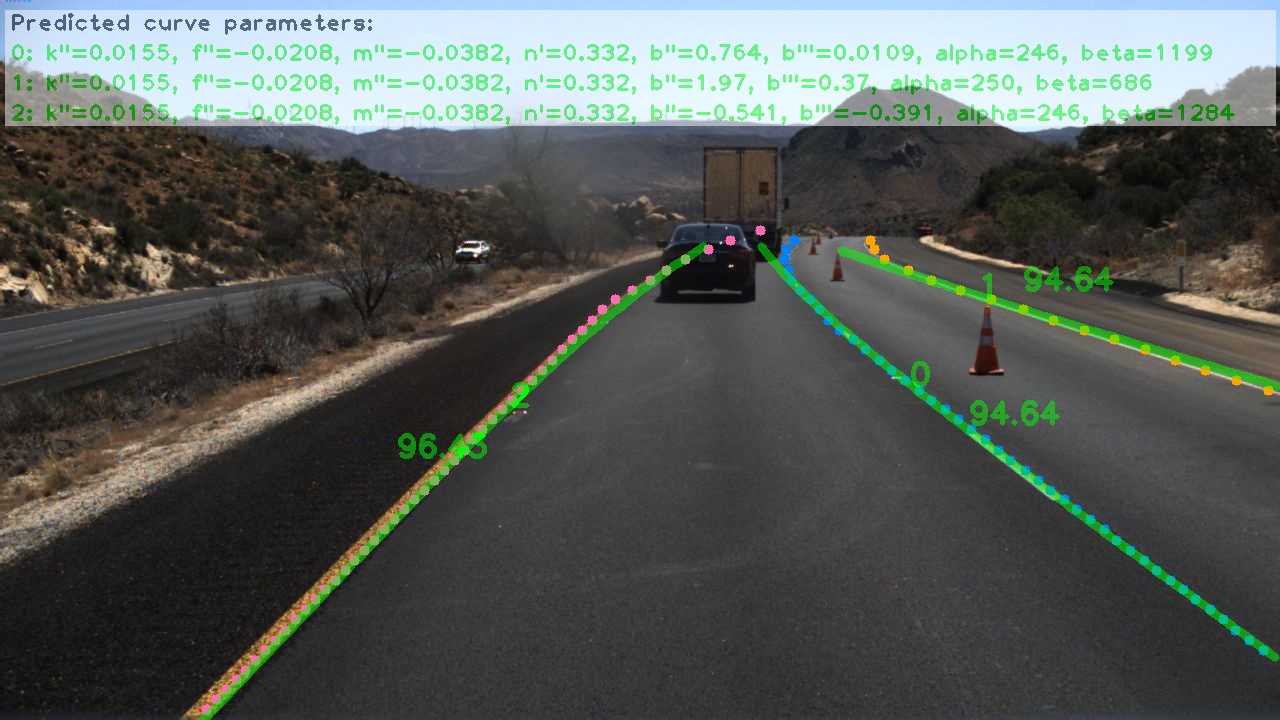 Predicted curve parameters:
0: k''=0.0155, f''=-0.0208, m''=-0.0382, n'=0.332, b''=0.764, b'''=0.0109, alpha=246, beta=1199
1: k''=0.0155, f''=-0.0208, m''=-0.0382, n'=0.332, b''=1.97, b'''=0.37, alpha=250, beta=686
2: k''=0.0155, f''=-0.0208, m''=-0.0382, n'=0.332, b''=-0.541, b'''=-0.391, alpha=246, beta=1284
1 94.64
0
2
94.64
96.43